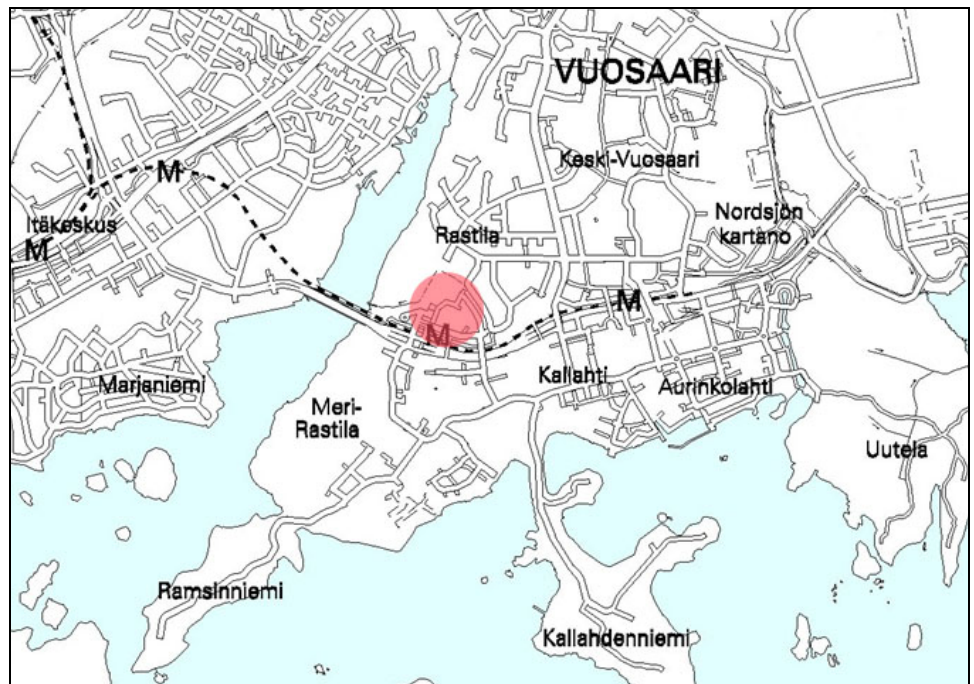 VUOSAARI
Keski-Vuosaari
M
Itäkeskus
M
Nordsjön
kartano
Rastila
M
M
Kallahti
Marjaniemi
Aurinkolahti
Meri-
Rastila
Uutela
Ramsinniemi
Kallahdenniemi